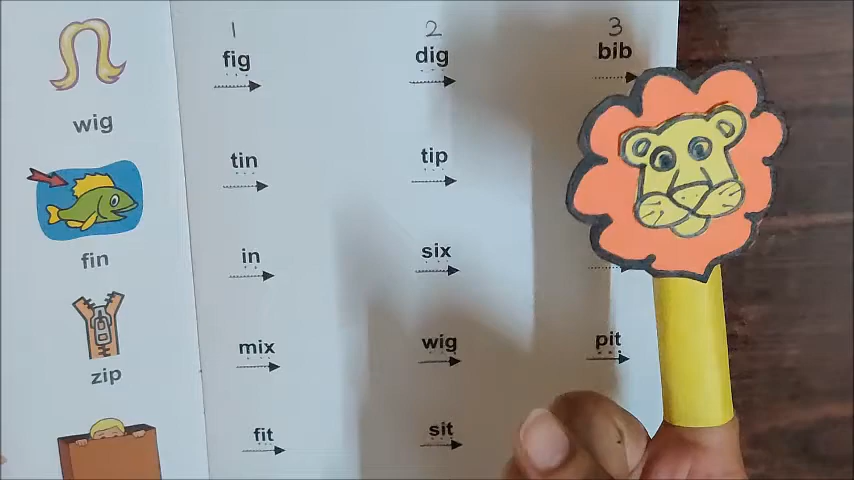 1 2 3
fig dig bib
wig
tin tip
in six
fin
mix wig pit
zip
fit sit